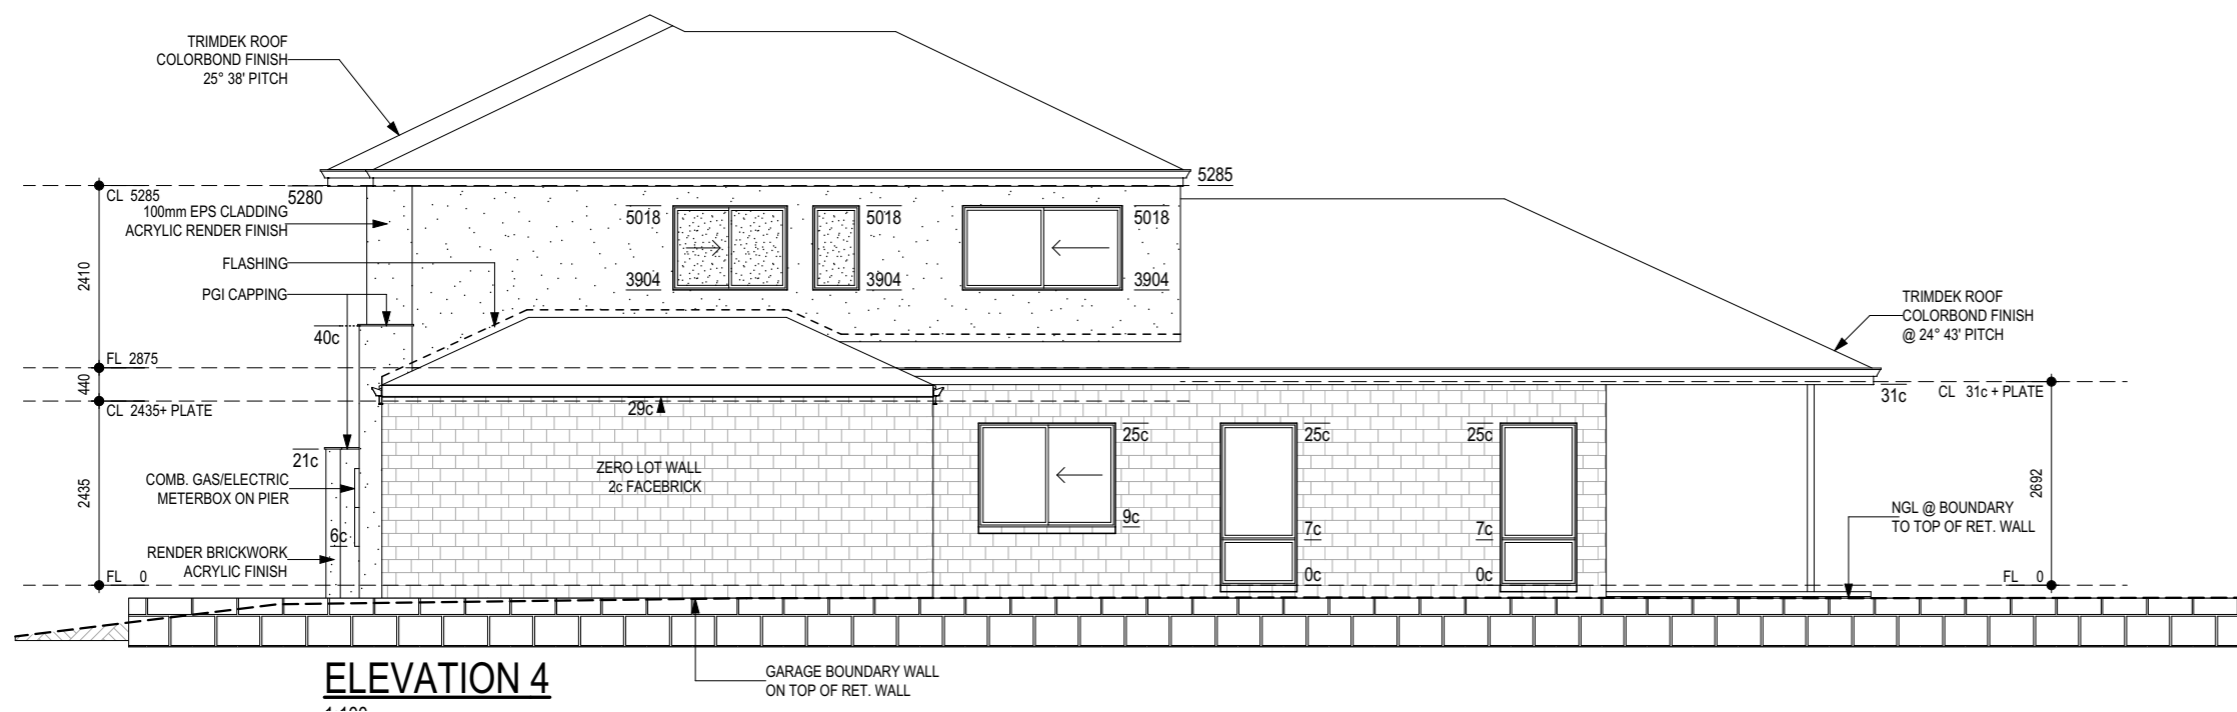 TRIMDEK ROOF
COLORBOND FINISH
25° 38' PITCH
CL 5285
5280
5285
100mm EPS CLADDING
ACRYLIC RENDER FINISH
5018
5018
5018
FLASHING
3904
3904
3904
2410
PGI CAPPING
TRIMDEK ROOF
COLORBOND FINISH
@ 24° 43' PITCH
40c
FL 2875
440
CL 2435+ PLATE
29c
31c
CL 31c + PLATE
25c
25c
25c
21c
ZERO LOT WALL
2c FACEBRICK
COMB. GAS/ELECTRIC
METERBOX ON PIER
2435
2692
9c
7c
7c
NGL @ BOUNDARY
TO TOP OF RET. WALL
6c
RENDER BRICKWORK
ACRYLIC FINISH
FL 0
0c
0c
FL 0
ELEVATION 4
GARAGE BOUNDARY WALL
ON TOP OF RET. WALL